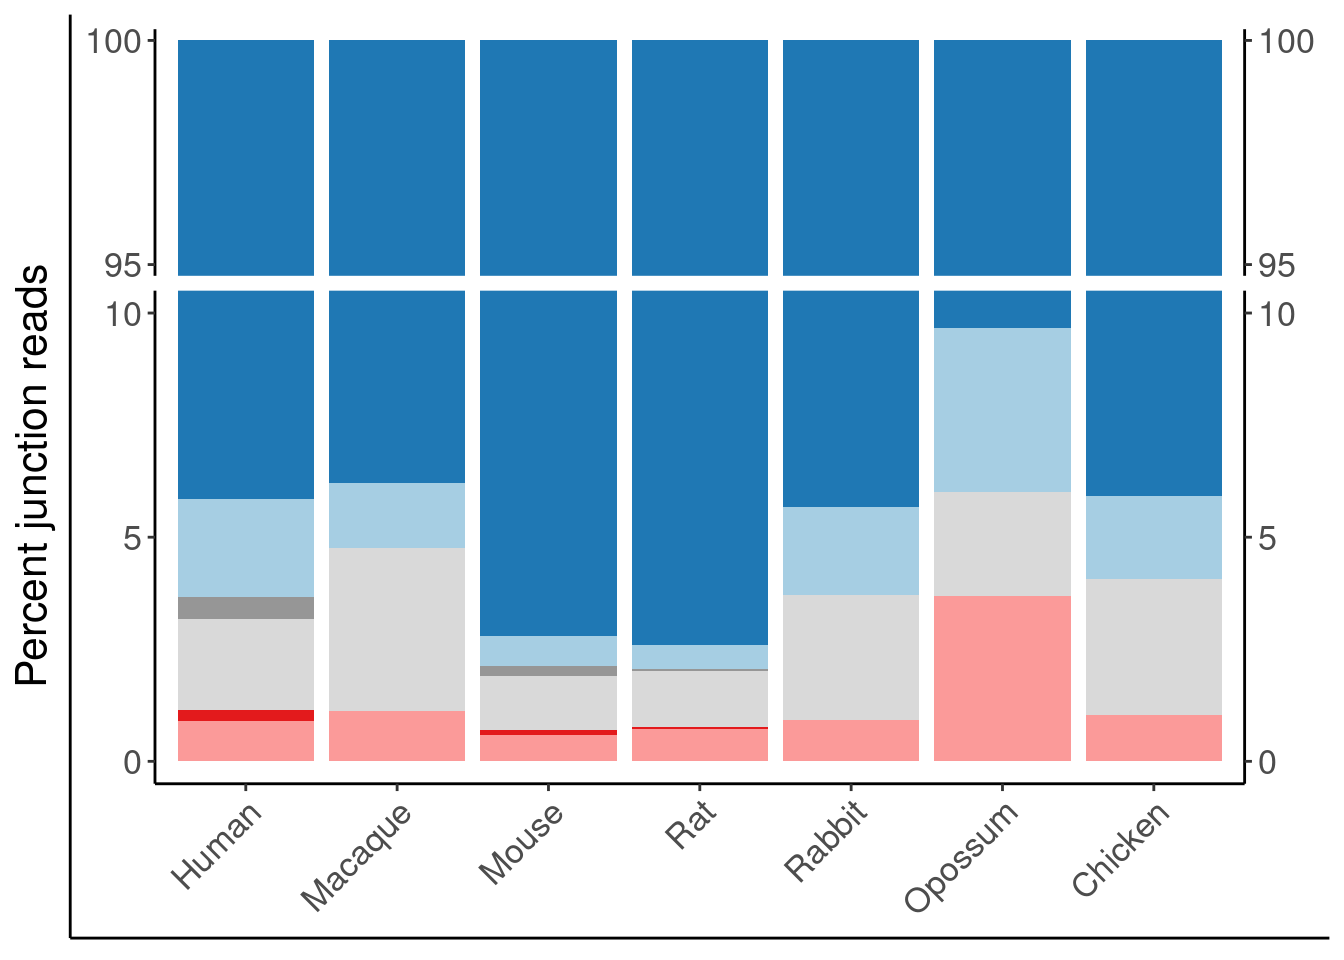 Percent junction reads
100
95
10
5
0
100
95
10
5
0
Human
Macaque
Mouse
Rat
Rabbit
Opossum
Chicken